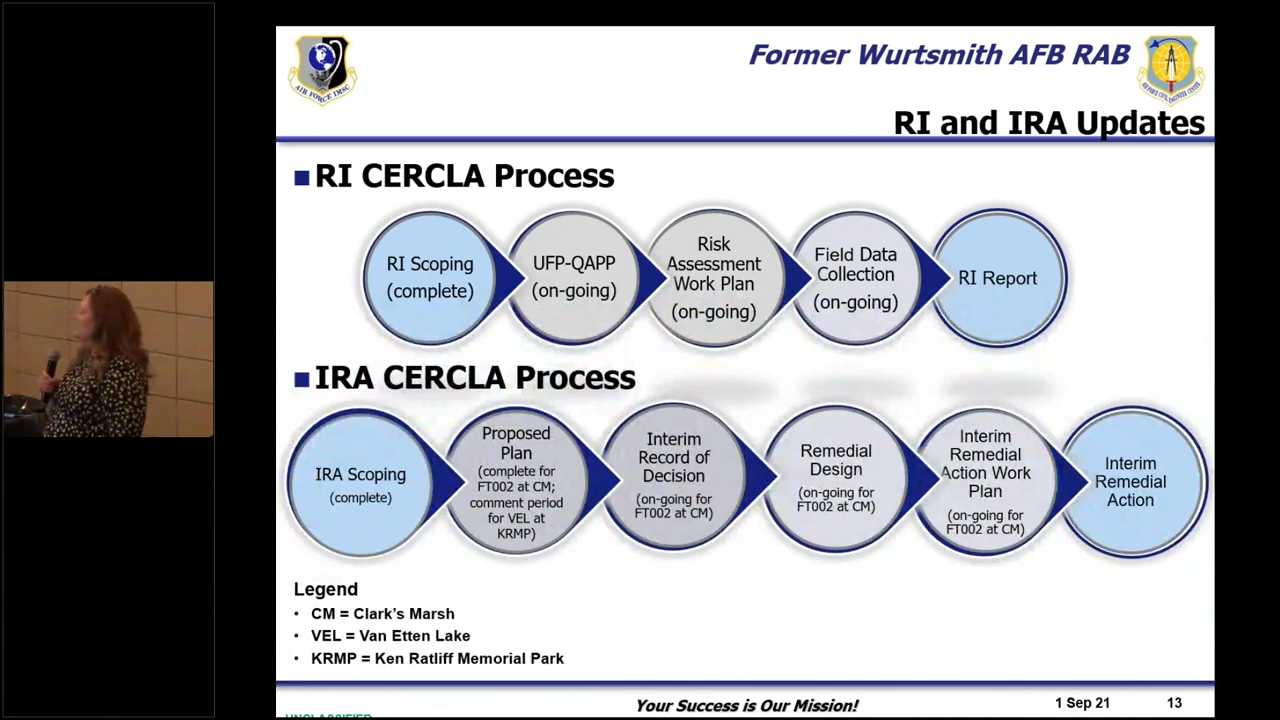 Former Wurtsmith AFB RAB
AIR FORCE IMSC
RI and IRA Updates
RI CERCLA Process
RI Scoping
(complete)
UFP-QAPP
(on-going)
Risk
Assessment
Work Plan
(on-going)
Field Data
Collection
(on-going)
RI Report
IRA CERCLA Process
IRA Scoping
(complete)
Proposed
Plan
(complete for
FT002 at CM;
comment period
for VEL at
KRMP)
Interim
Record of
Decision
(on-going for
FT002 at CM)
Remedial
Design
(on-going for
FT002 at CM)
Interim
Remedial
Action Work
Plan
(on-going for
FT002 at CM)
Interim
Remedial
Action
Legend
• CM = Clark's Marsh
• VEL = Van Etten Lake
• KRMP = Ken Ratliff Memorial Park
Your Success is Our Mission!
1 Sep 21
13